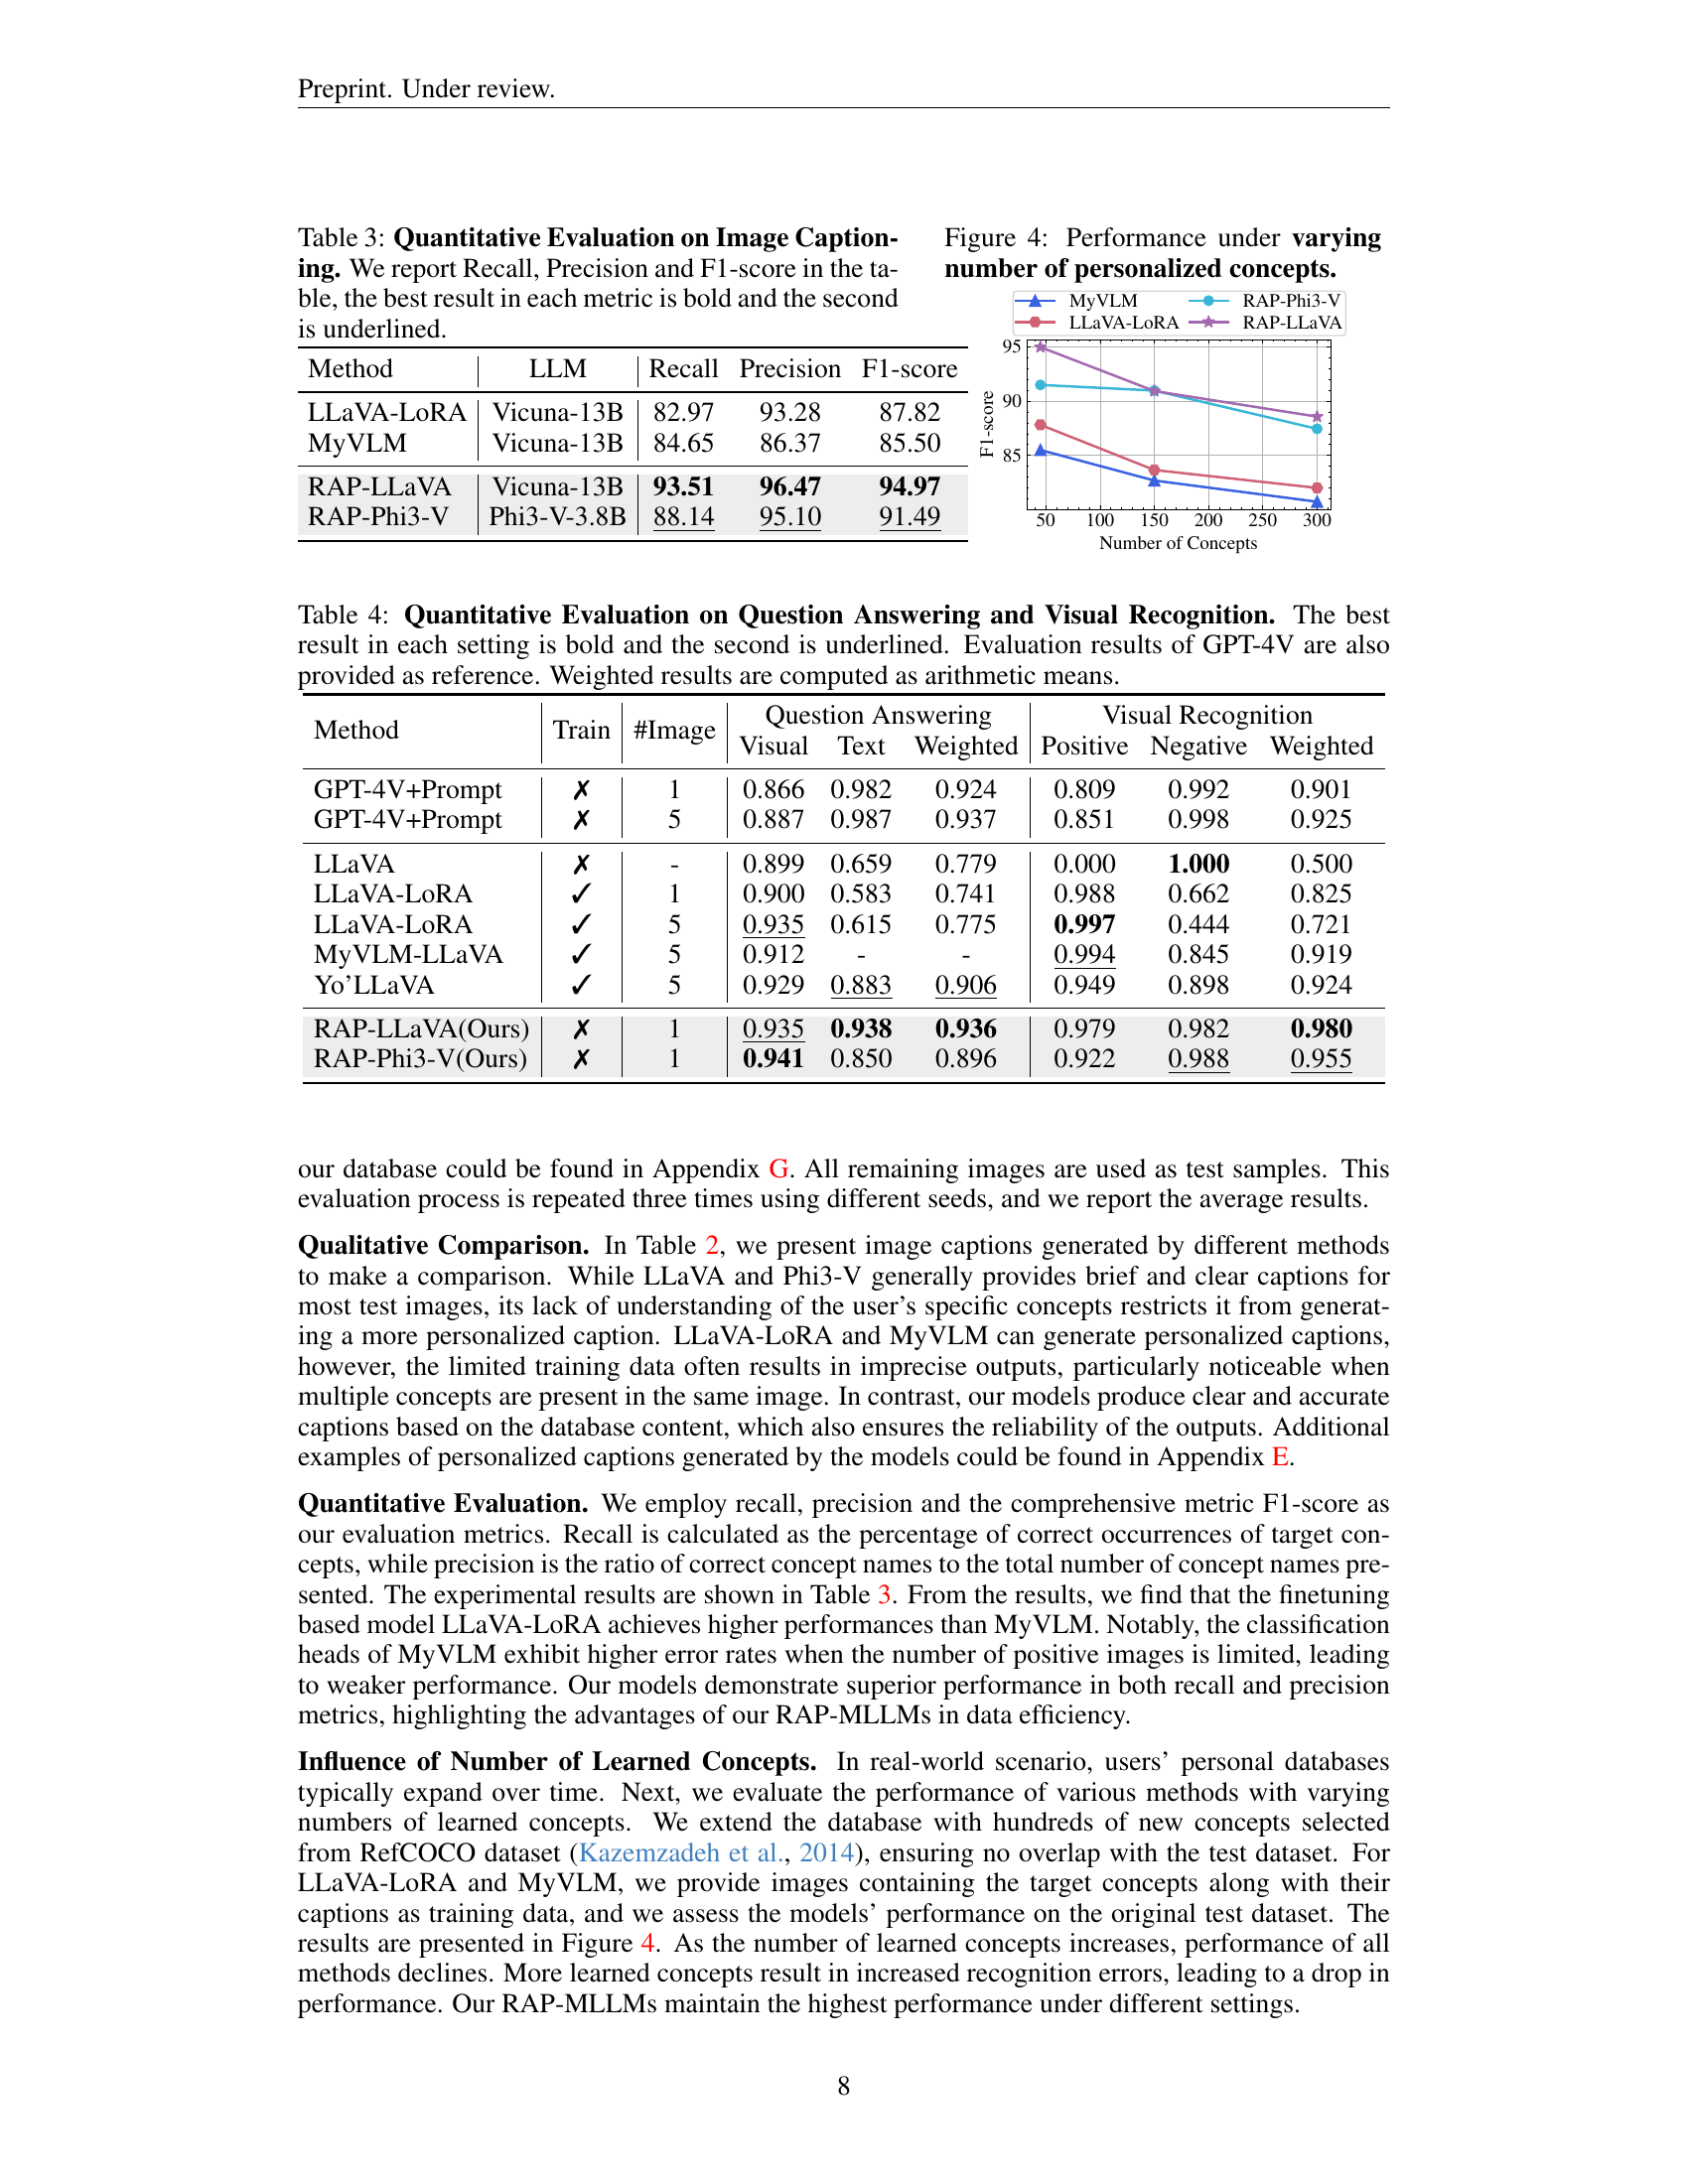 Preprint. Under review.
Table 3: Quantitative Evaluation on Image Caption-
ing. We report Recall, Precision and F1-score in the ta-
ble, the best result in each metric is bold and the second
is underlined.
Method LLM Recall Precision F1-score
LLaVA-LoRA Vicuna-13B 82.97 93.28 87.82
MyVLM Vicuna-13B 84.65 86.37 85.50
RAP-LLaVA Vicuna-13B 93.51 96.47 94.97
RAP-Phi3-V Phi3-V-3.8B 88.14 95.10 91.49
Figure 4: Performance under varying
number of personalized concepts.
MyVLM RAP-Phi3-V
LLaVA-LoRA RAP-LLaVA
95
90
85
F1-score
50 100 150 200 250 300
Number of Concepts
Table 4: Quantitative Evaluation on Question Answering and Visual Recognition. The best
result in each setting is bold and the second is underlined. Evaluation results of GPT-4V are also
provided as reference. Weighted results are computed as arithmetic means.
Method Train #Image Question Answering Visual Recognition
Visual Text Weighted Positive Negative Weighted
GPT-4V+Prompt ✗ 1 0.866 0.982 0.924 0.809 0.992 0.901
GPT-4V+Prompt ✗ 5 0.887 0.987 0.937 0.851 0.998 0.925
LLaVA ✗ - 0.899 0.659 0.779 0.000 1.000 0.500
LLaVA-LoRA ✓ 1 0.900 0.583 0.741 0.988 0.662 0.825
LLaVA-LoRA ✓ 5 0.935 0.615 0.775 0.997 0.444 0.721
MyVLM-LLaVA ✓ 5 0.912 - - 0.994 0.845 0.919
Yo'LLaVA ✓ 5 0.929 0.883 0.906 0.949 0.898 0.924
RAP-LLaVA(Ours) ✗ 1 0.935 0.938 0.936 0.979 0.982 0.980
RAP-Phi3-V(Ours) ✗ 1 0.941 0.850 0.896 0.922 0.988 0.955
our database could be found in Appendix G. All remaining images are used as test samples. This
evaluation process is repeated three times using different seeds, and we report the average results.
Qualitative Comparison. In Table 2, we present image captions generated by different methods
to make a comparison. While LLaVA and Phi3-V generally provides brief and clear captions for
most test images, its lack of understanding of the user's specific concepts restricts it from generat-
ing a more personalized caption. LLaVA-LoRA and MyVLM can generate personalized captions,
however, the limited training data often results in imprecise outputs, particularly noticeable when
multiple concepts are present in the same image. In contrast, our models produce clear and accurate
captions based on the database content, which also ensures the reliability of the outputs. Additional
examples of personalized captions generated by the models could be found in Appendix E.
Quantitative Evaluation. We employ recall, precision and the comprehensive metric F1-score as
our evaluation metrics. Recall is calculated as the percentage of correct occurrences of target con-
cepts, while precision is the ratio of correct concept names to the total number of concept names pre-
sented. The experimental results are shown in Table 3. From the results, we find that the finetuning
based model LLaVA-LoRA achieves higher performances than MyVLM. Notably, the classification
heads of MyVLM exhibit higher error rates when the number of positive images is limited, leading
to weaker performance. Our models demonstrate superior performance in both recall and precision
metrics, highlighting the advantages of our RAP-MLLMs in data efficiency.
Influence of Number of Learned Concepts. In real-world scenario, users' personal databases
typically expand over time. Next, we evaluate the performance of various methods with varying
numbers of learned concepts. We extend the database with hundreds of new concepts selected
from RefCOCO dataset (Kazemzadeh et al., 2014), ensuring no overlap with the test dataset. For
LLaVA-LoRA and MyVLM, we provide images containing the target concepts along with their
captions as training data, and we assess the models' performance on the original test dataset. The
results are presented in Figure 4. As the number of learned concepts increases, performance of all
methods declines. More learned concepts result in increased recognition errors, leading to a drop in
performance. Our RAP-MLLMs maintain the highest performance under different settings.
8